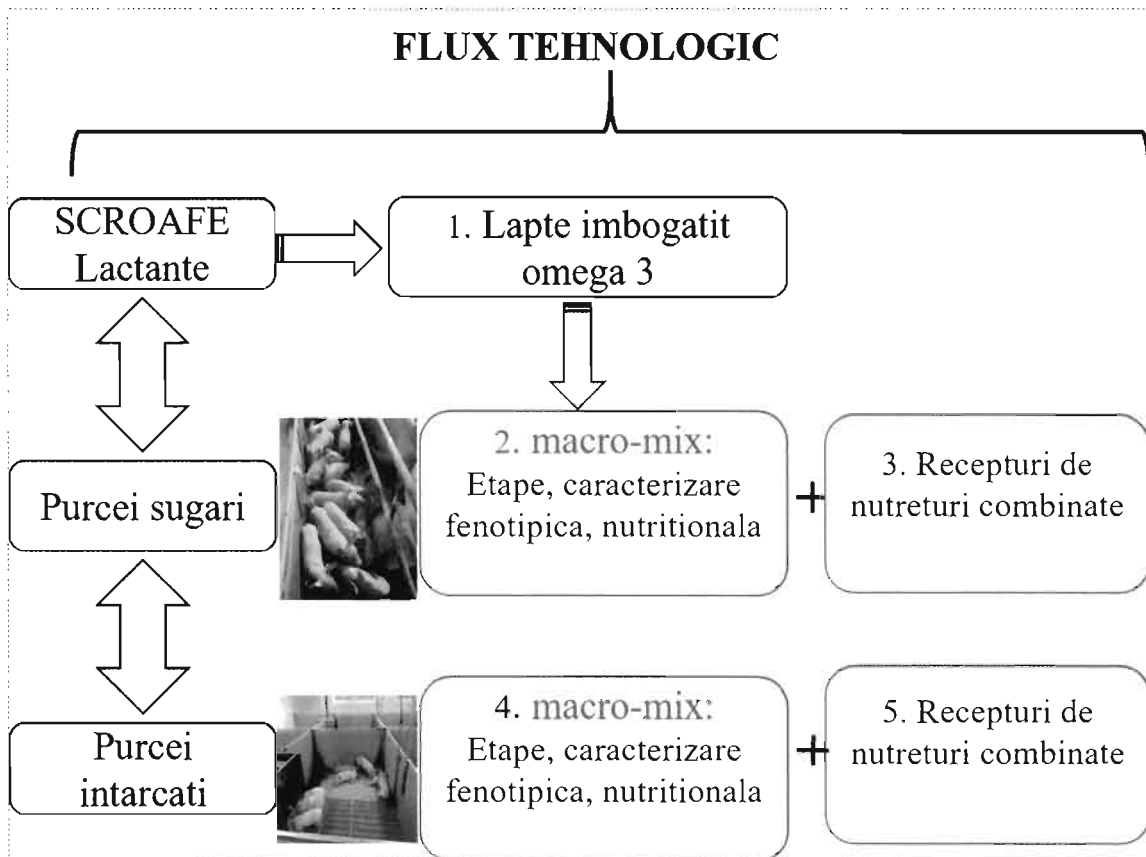 FLUX TEHNOLOGIC
SCROAFE
Lactante
1. Lapte imbogatit
omega 3
Purcei sugari
2. macro-mix:
Etape, caracterizare
fenotipica, nutritionala
+
3. Recepturi de
nutreturi combinate
Purcei
intarcati
4. macro-mix:
Etape, caracterizare
fenotipica, nutritionala
+
5. Recepturi de
nutreturi combinate